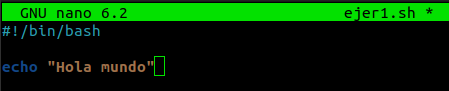 GNU nano 6.2 ejer1.sh *
#!/bin/bash
echo "Hola mundo"